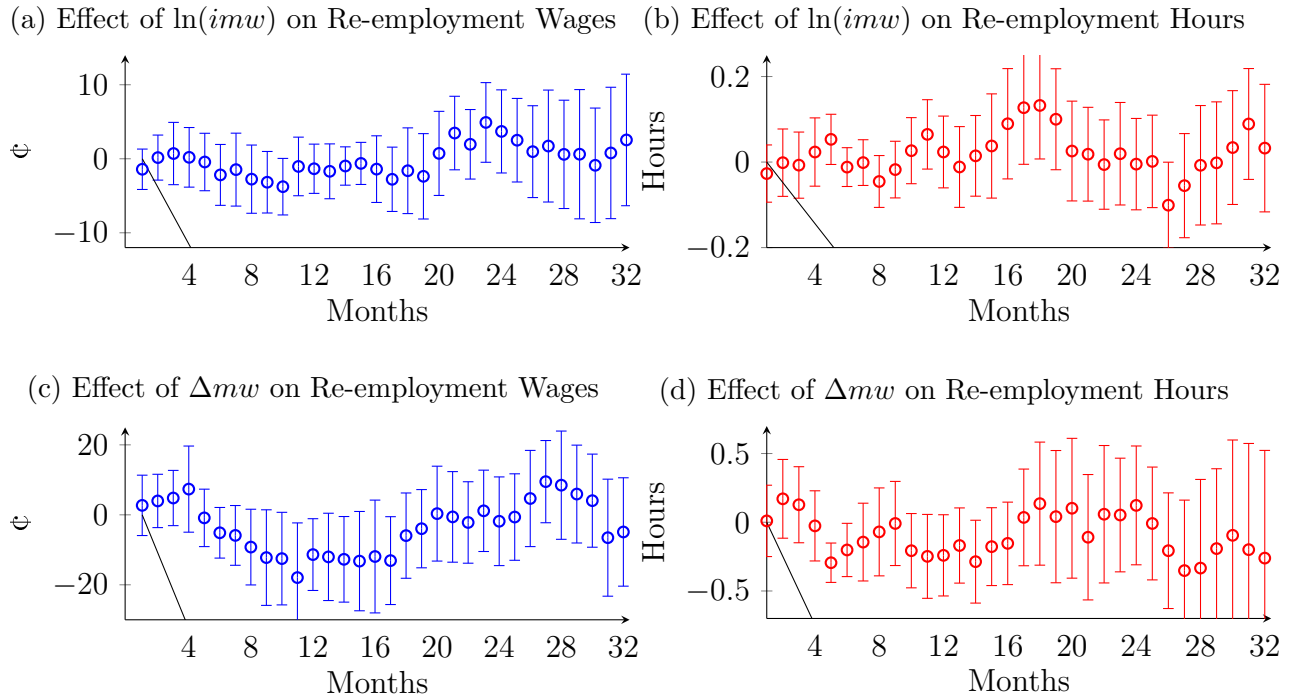 (a) Effect of ln(imw) on Re-employment Wages
10
0
−10
¢
4 8 12 16 20 24 28 32
Months
(b) Effect of ln(imw) on Re-employment Hours
0.2
0
−0.2
Hours
4 8 12 16 20 24 28 32
Months
(c) Effect of Δmw on Re-employment Wages
20
0
−20
¢
4 8 12 16 20 24 28 32
Months
(d) Effect of Δmw on Re-employment Hours
0.5
0
−0.5
Hours
4 8 12 16 20 24 28 32
Months